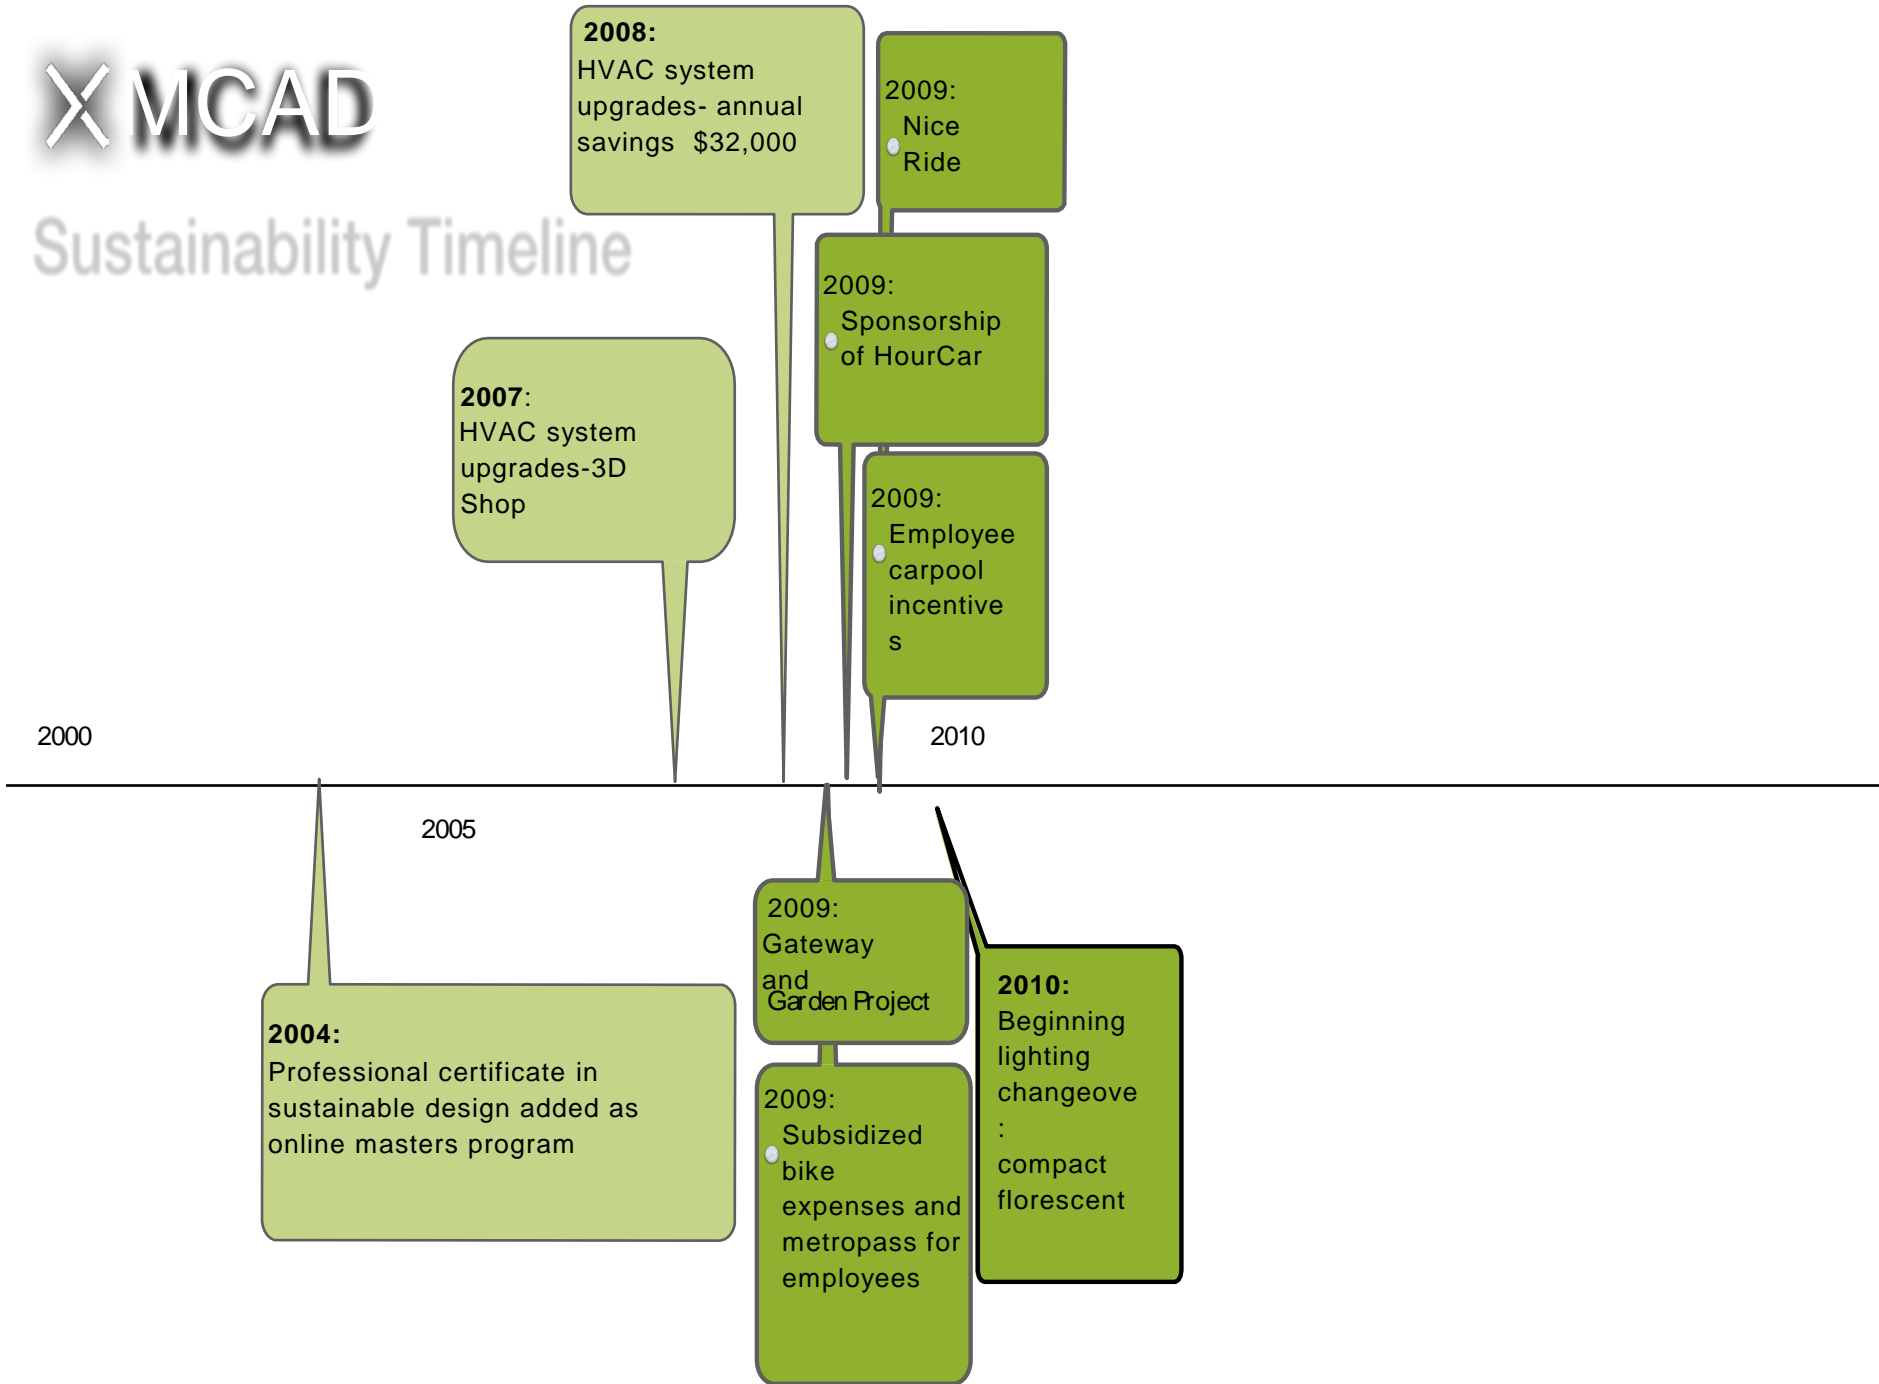 MCAD
Sustainability Timeline
2008:
HVAC system
upgrades- annual
savings $32,000
2009:
Nice
Ride
2009:
Sponsorship
of HourCar
2007:
HVAC system
upgrades-3D
Shop
2009:
Employee
carpool
incentive
s
2000
2010
2005
2004:
Professional certificate in
sustainable design added as
online masters program
2009:
Gateway
and
Garden Project
2009:
Subsidized
bike
expenses and
metropass for
employees
2010:
Beginning
lighting
changeove
:
compact
florescent